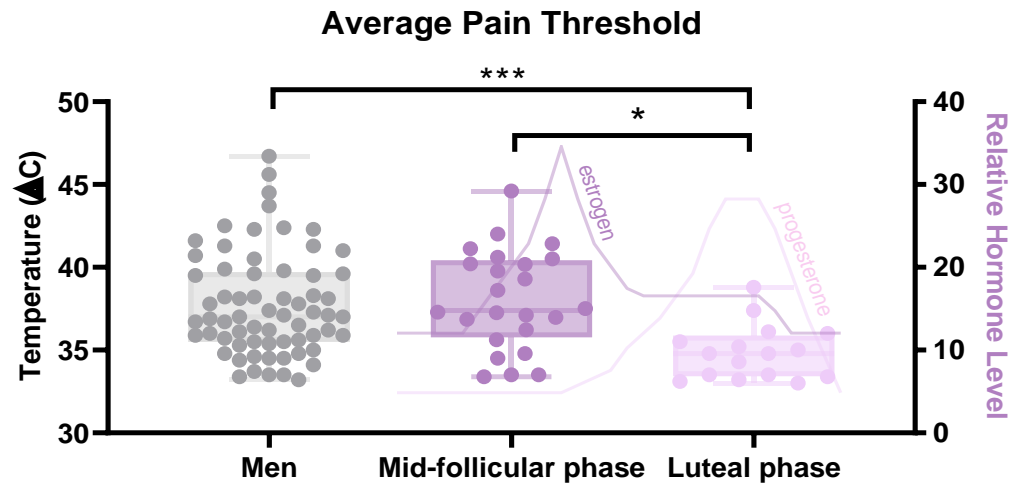 Average Pain Threshold
***
*
50
45
40
35
30
Temperature (▲C)
40
30
20
10
0
Relative Hormone Level
estrogen
progesterone
Men
Mid-follicular phase
Luteal phase